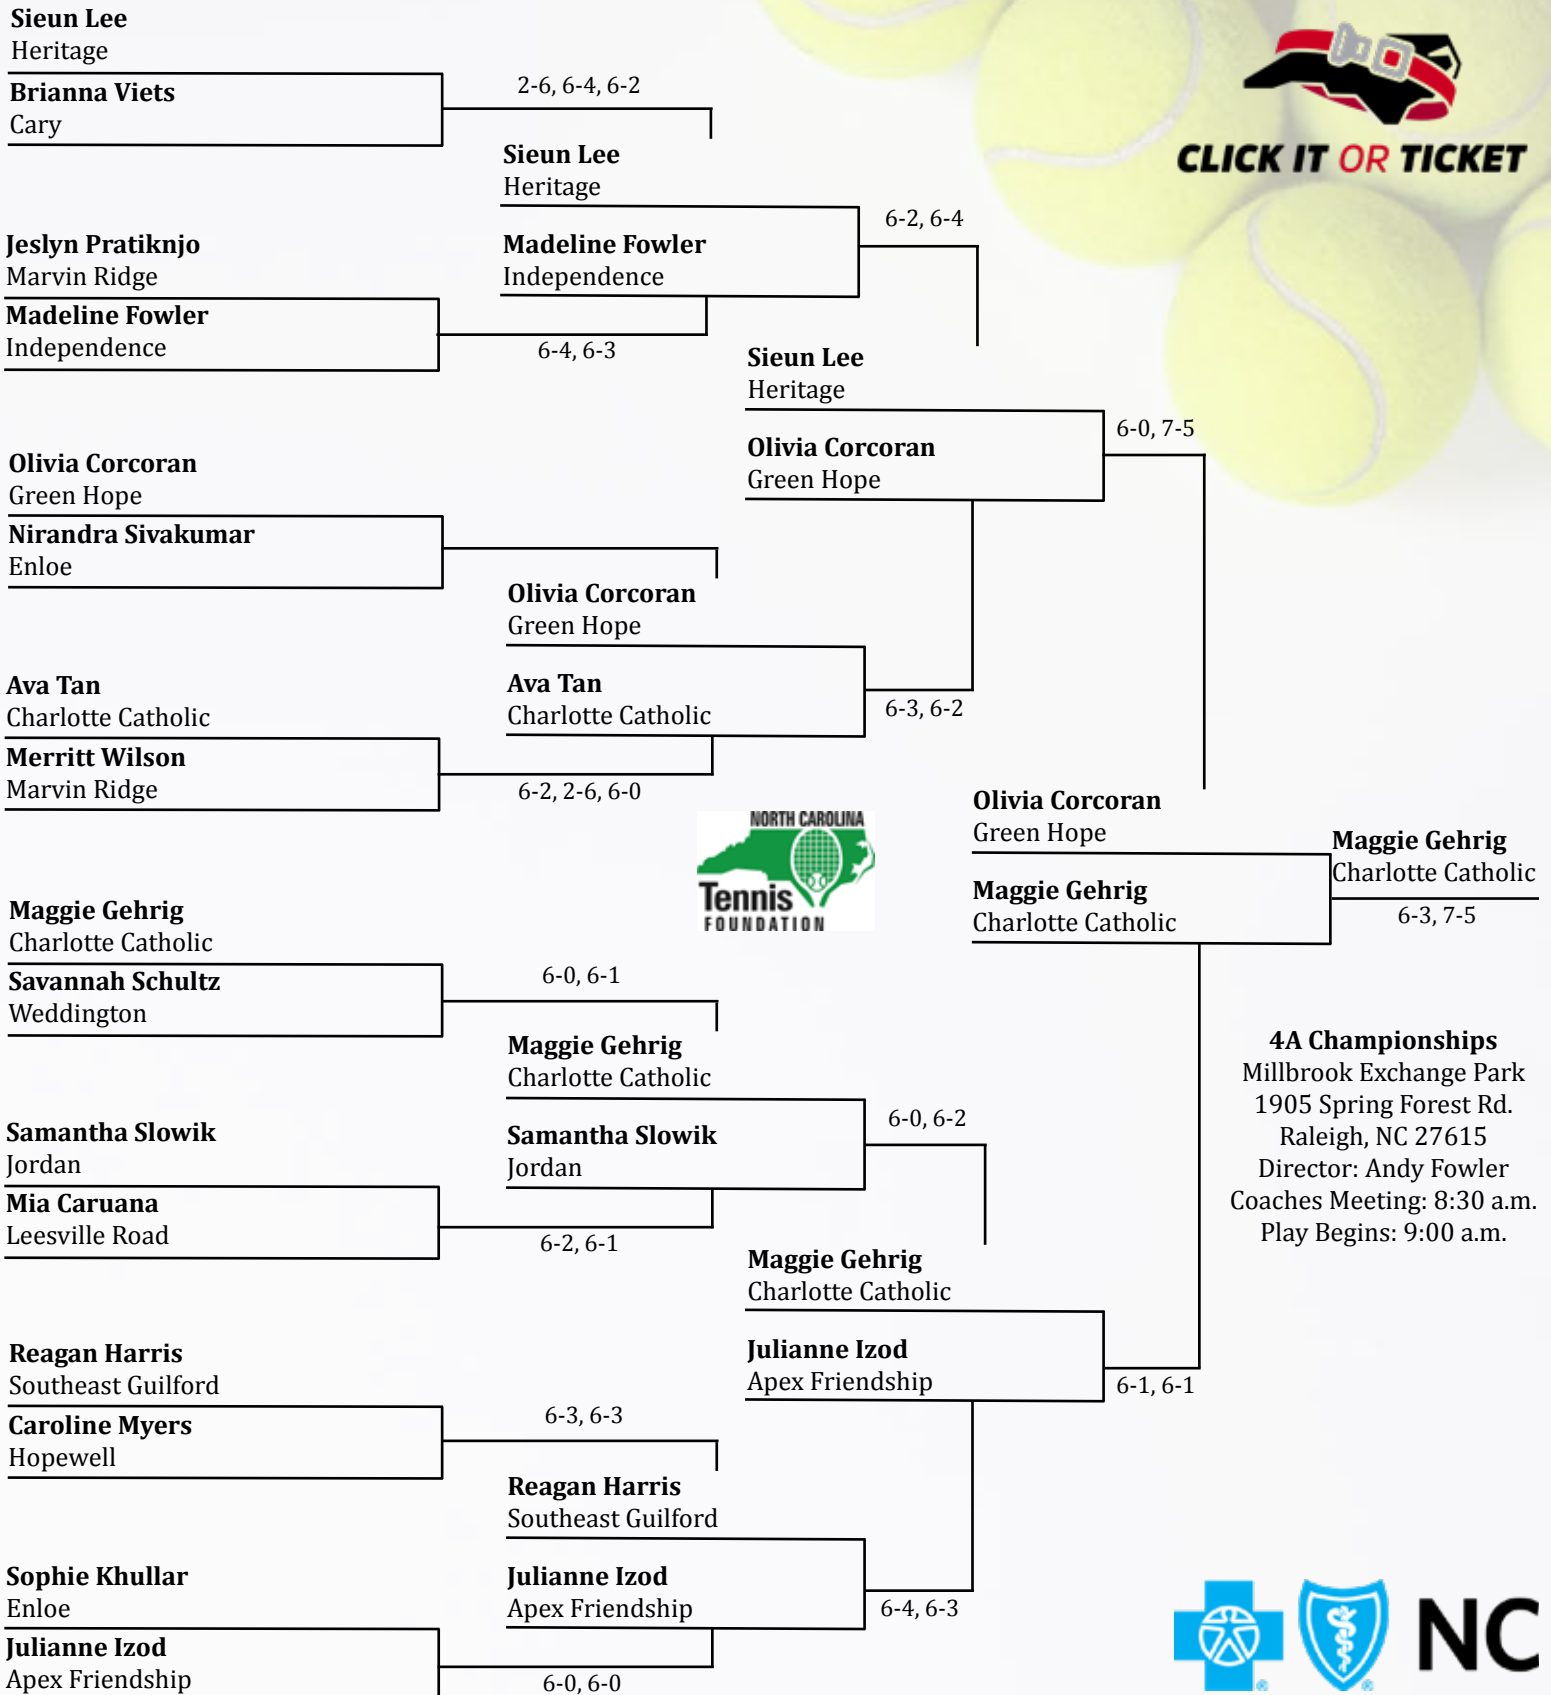 Sieun Lee
Heritage
Brianna Viets
Cary
2-6, 6-4, 6-2
CLICK IT OR TICKET
Sieun Lee
Heritage
6-2, 6-4
Jeslyn Pratiknjo
Marvin Ridge
Madeline Fowler
Independence
Madeline Fowler
Independence
6-4, 6-3
Sieun Lee
Heritage
6-0, 7-5
Olivia Corcoran
Green Hope
Olivia Corcoran
Green Hope
Nirandra Sivakumar
Enloe
Olivia Corcoran
Green Hope
Ava Tan
Charlotte Catholic
Ava Tan
Charlotte Catholic
6-3, 6-2
Merritt Wilson
Marvin Ridge
6-2, 2-6, 6-0
Olivia Corcoran
Green Hope
NORTH CAROLINA
Tennis
FOUNDATION
Maggie Gehrig
Charlotte Catholic
6-3, 7-5
Maggie Gehrig
Charlotte Catholic
Maggie Gehrig
Charlotte Catholic
Savannah Schultz
Weddington
6-0, 6-1
4A Championships
Millbrook Exchange Park
1905 Spring Forest Rd.
Raleigh, NC 27615
Director: Andy Fowler
Coaches Meeting: 8:30 a.m.
Play Begins: 9:00 a.m.
Maggie Gehrig
Charlotte Catholic
6-0, 6-2
Samantha Slowik
Jordan
Samantha Slowik
Jordan
Mia Caruana
Leesville Road
6-2, 6-1
Maggie Gehrig
Charlotte Catholic
Julianne Izod
Apex Friendship
6-1, 6-1
Reagan Harris
Southeast Guilford
Caroline Myers
Hopewell
6-3, 6-3
Reagan Harris
Southeast Guilford
Sophie Khullar
Enloe
Julianne Izod
Apex Friendship
6-4, 6-3
Julianne Izod
Apex Friendship
6-0, 6-0
® ® NC